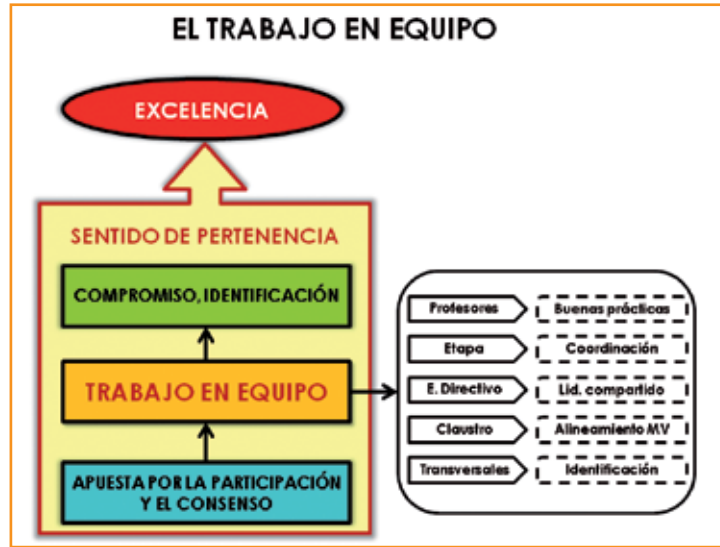 EL TRABAJO EN EQUIPO
EXCELENCIA
SENTIDO DE PERTENENCIA
COMPROMISO, IDENTIFICACIÓN
TRABAJO EN EQUIPO
APUESTA POR LA PARTICIPACIÓN
Y EL CONSENSO
Profesores
Buenas prácticas
Etapa
Coordinación
E. Directivo
Lid. compartido
Claustro
Alineamiento MV
Transversales
Identificación